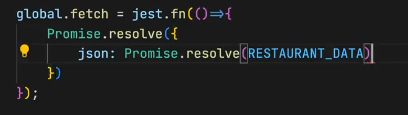 global.fetch = jest.fn(()=>{
Promise.resolve({
json: Promise.resolve(RESTAURANT_DATA)
})
});